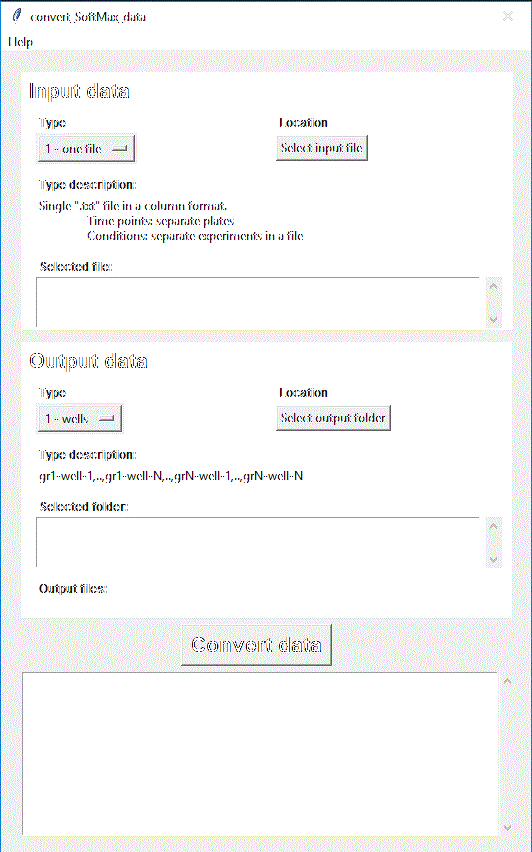 convert_SoftMax_data
Help
Input data
Type
Location
1 - one file
Select input file
Type description:
Single ".txt" file in a column format.
Time points: separate plates
Conditions: separate experiments in a file
Selected file:
Output data
Type
Location
1 - wells
Select output folder
Type description:
gr1-well-1,..,gr1-well-N,..,grN-well-1,..,grN-well-N
Selected folder:
Output files:
Convert data